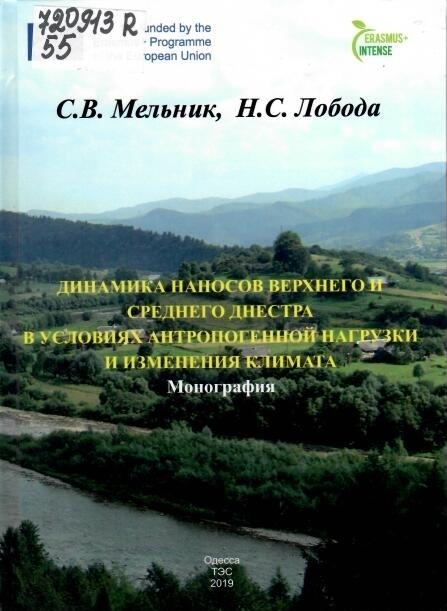 720913 R
55
unded by the
Programme
European Union
ERASMUS+
INTENSE
С.В. Мельник, Н.С. Лобода
ДИНАМИКА НАНОСОВ ВЕРХНЕГО И
СРЕДНЕГО ДНЕСТРА
В УСЛОВИЯХ АНТРОПОГЕННОЙ НАГРУЗКИ
И ИЗМЕНЕНИЯ КЛИМАТА
Монография
Одесса
ТЭС
2019